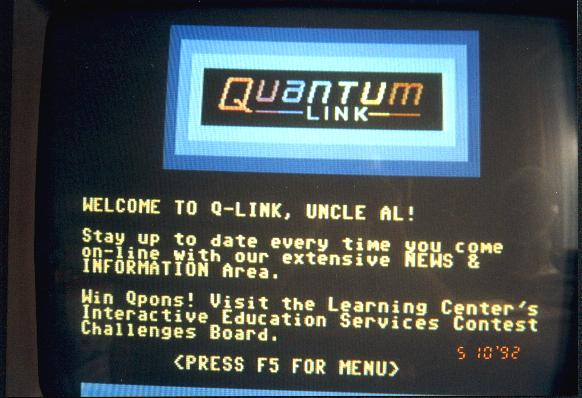 QUANTUM
LINK
WELCOME TO Q-LINK, UNCLE AL!
Stay up to date every time you come
on-line with our extensive NEWS &
INFORMATION Area.
Win Qpons! Visit the Learning Center's
Interactive Education Services Contest
Challenges Board.
<PRESS F5 FOR MENU>
5 10'92